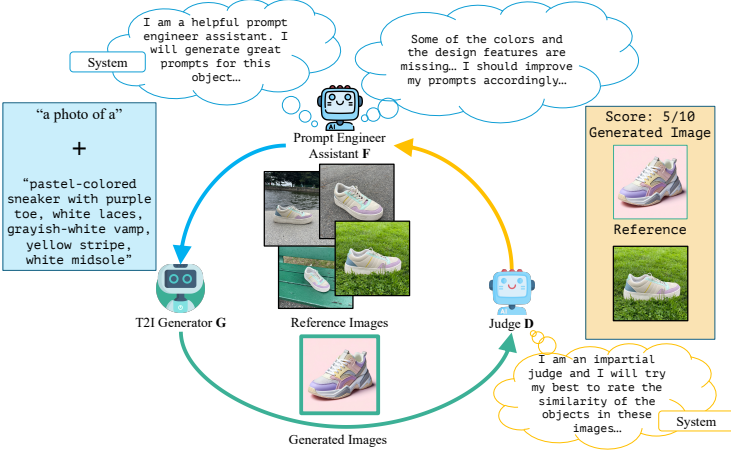 I am a helpful prompt
engineer assistant. I
will generate great
prompts for this
object…
System
Some of the colors and
the design features are
missing… I should improve
my prompts accordingly…
AI
Prompt Engineer
Assistant F
“a photo of a”
+
“pastel-colored
sneaker with purple
toe, white laces,
grayish-white vamp,
yellow stripe,
white midsole”
T2I Generator G
Reference Images
Generated Images
AI
Judge D
Score: 5/10
Generated Image
Reference
I am an impartial
judge and I will try
my best to rate the
similarity of the
objects in these
images…
System